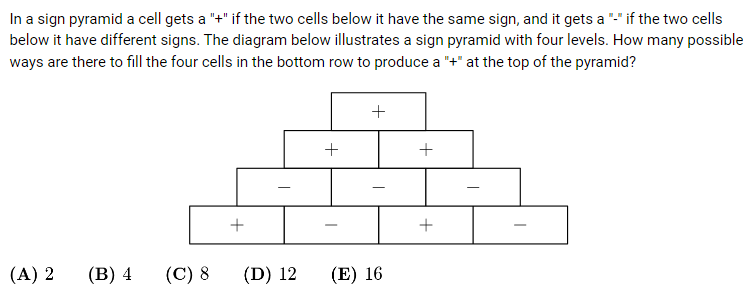 In a sign pyramid a cell gets a "+" if the two cells below it have the same sign, and it gets a "-" if the two cells
below it have different signs. The diagram below illustrates a sign pyramid with four levels. How many possible
ways are there to fill the four cells in the bottom row to produce a "+" at the top of the pyramid?
+
+ +
− − −
+ − + −
(A) 2 (B) 4 (C) 8 (D) 12 (E) 16